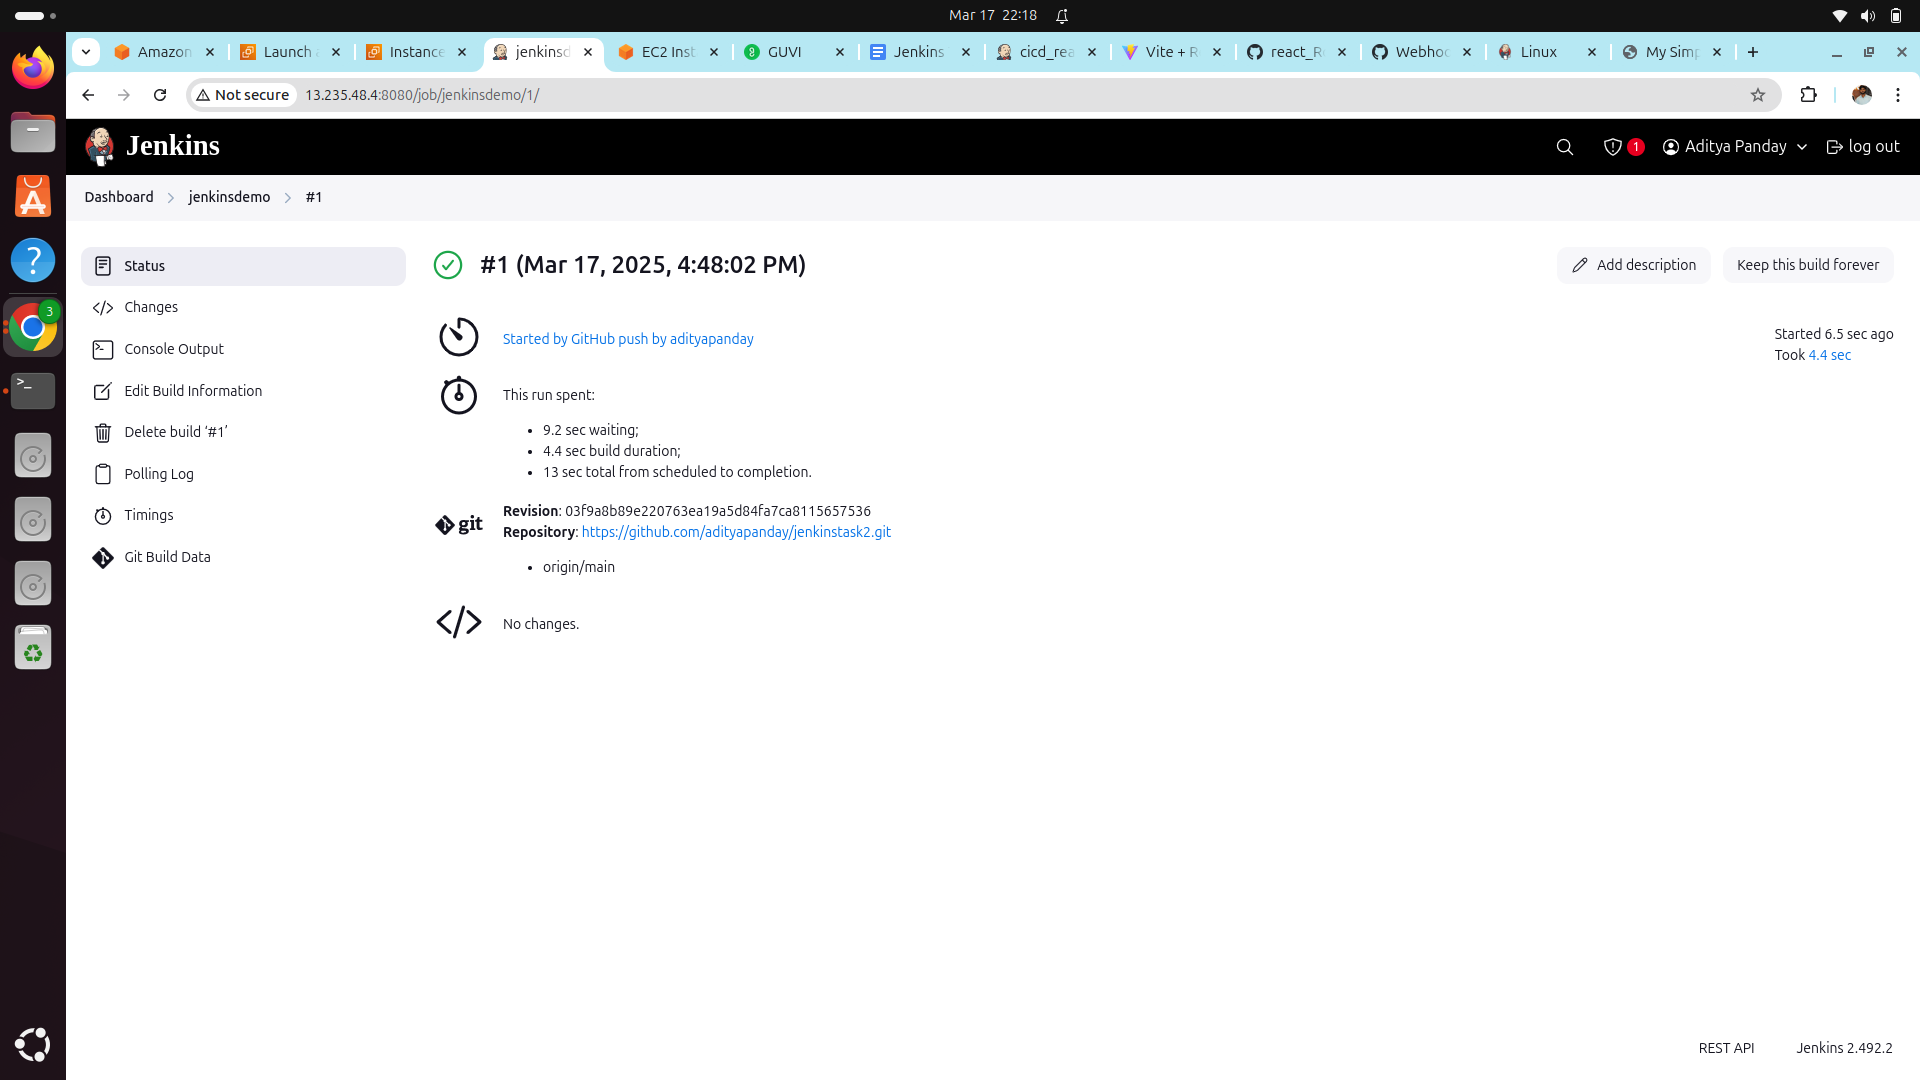 Mar 17 22:18
Amazon
Launch a
Instance
jenkinsd
EC2 Inst
GUVI
Jenkins
cicd_rea
Vite + R
react_Re
Webhoo
Linux
My Simp
Not secure
13.235.48.4:8080/job/jenkinsdemo/1/
3
Jenkins
1
Aditya Panday
log out
Dashboard
jenkinsdemo
#1
Status
Changes
Console Output
Edit Build Information
Delete build ‘#1’
Polling Log
Timings
Git Build Data
#1 (Mar 17, 2025, 4:48:02 PM)
Add description
Keep this build forever
Started by GitHub push by adityapanday
Started 6.5 sec ago
Took 4.4 sec
This run spent:
9.2 sec waiting;
4.4 sec build duration;
13 sec total from scheduled to completion.
git
Revision: 03f9a8b89e220763ea19a5d84fa7ca8115657536
Repository: https://github.com/adityapanday/jenkinstask2.git
origin/main
No changes.
REST API
Jenkins 2.492.2